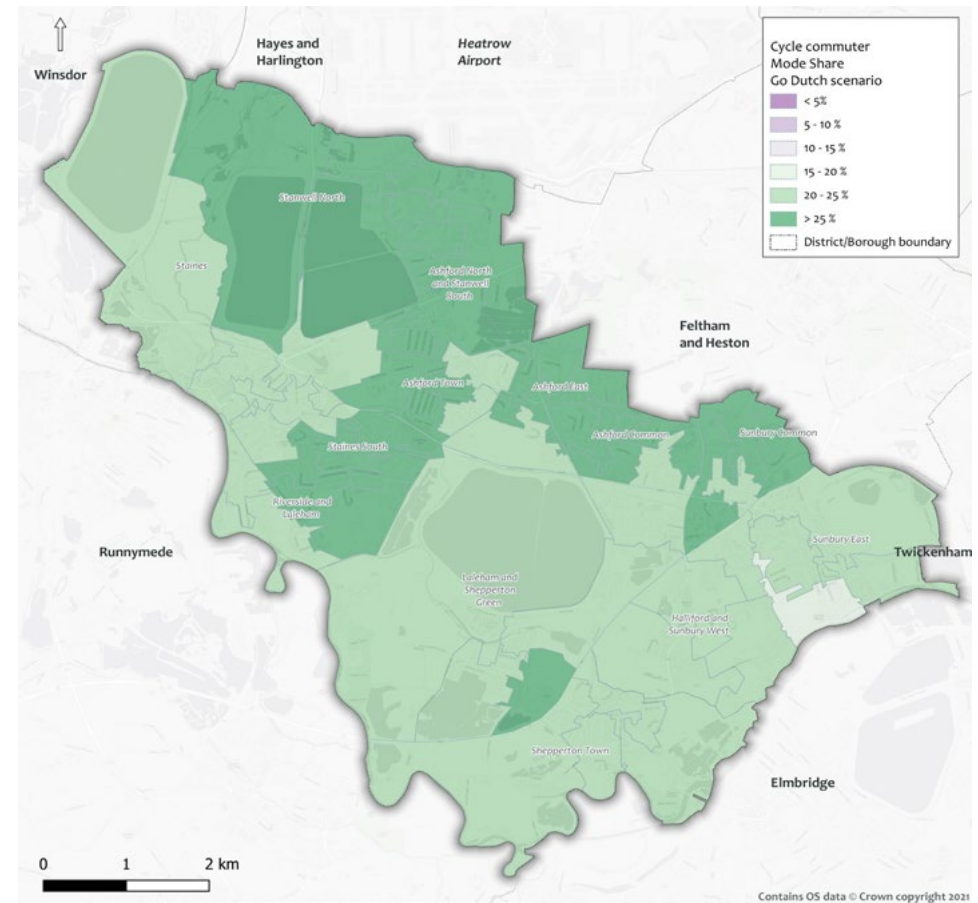 Hayes and
Harlington
Heatrow
Airport
Winsdor
Cycle commuter
Mode Share
Go Dutch scenario
< 5%
5 - 10 %
10 - 15%
15 - 20 %
20 - 25 %
> 25 %
District/Borough boundary
Stanwell North
Staines
Ashford North
and Stanwell
South
Feltham
and Heston
Ashford Town
Ashford East
Ashford Common
Sunbury Common
Staines South
Riverside and
Laleham
Runnymede
Sunbury East
Twickenham
Laleham and
Shepperton
Green
Halliford and
Sunbury West
Shepperton Town
Elmbridge
0 1 2 km
Contains OS data © Crown copyright 2021